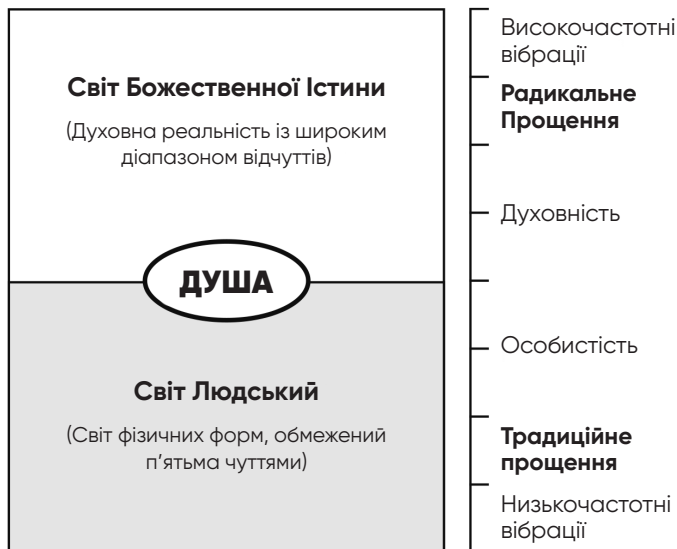 Світ Божественної Істини
(Духовна реальність із широким
діапазоном відчуттів)
ДУША
Світ Людський
(Світ фізичних форм, обмежений
п’ятьма чуттями)
Високочастотні
вібрації
Радикальне
Прощення
Духовність
Особистість
Традиційне
прощення
Низькочастотні
вібрації